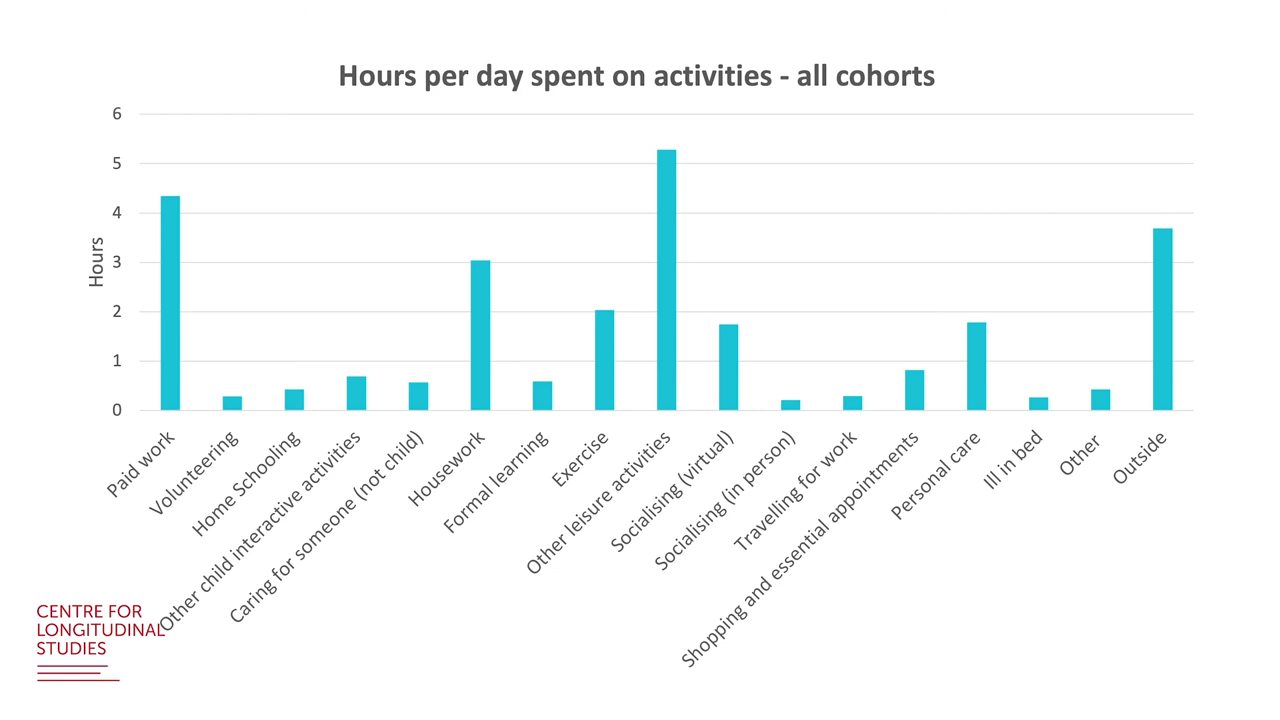 Hours per day spent on activities - all cohorts
6
5
4
3
2
1
0
Hours
Paid work
Volunteering
Home Schooling
Other child interactive activities
Caring for someone (not child)
Housework
Formal learning
Exercise
Other leisure activities
Socialising (virtual)
Socialising (in person)
Travelling for work
Shopping and essential appointments
Personal care
Ill in bed
Other
Outside
CENTRE FOR
LONGITUDINAL
STUDIES